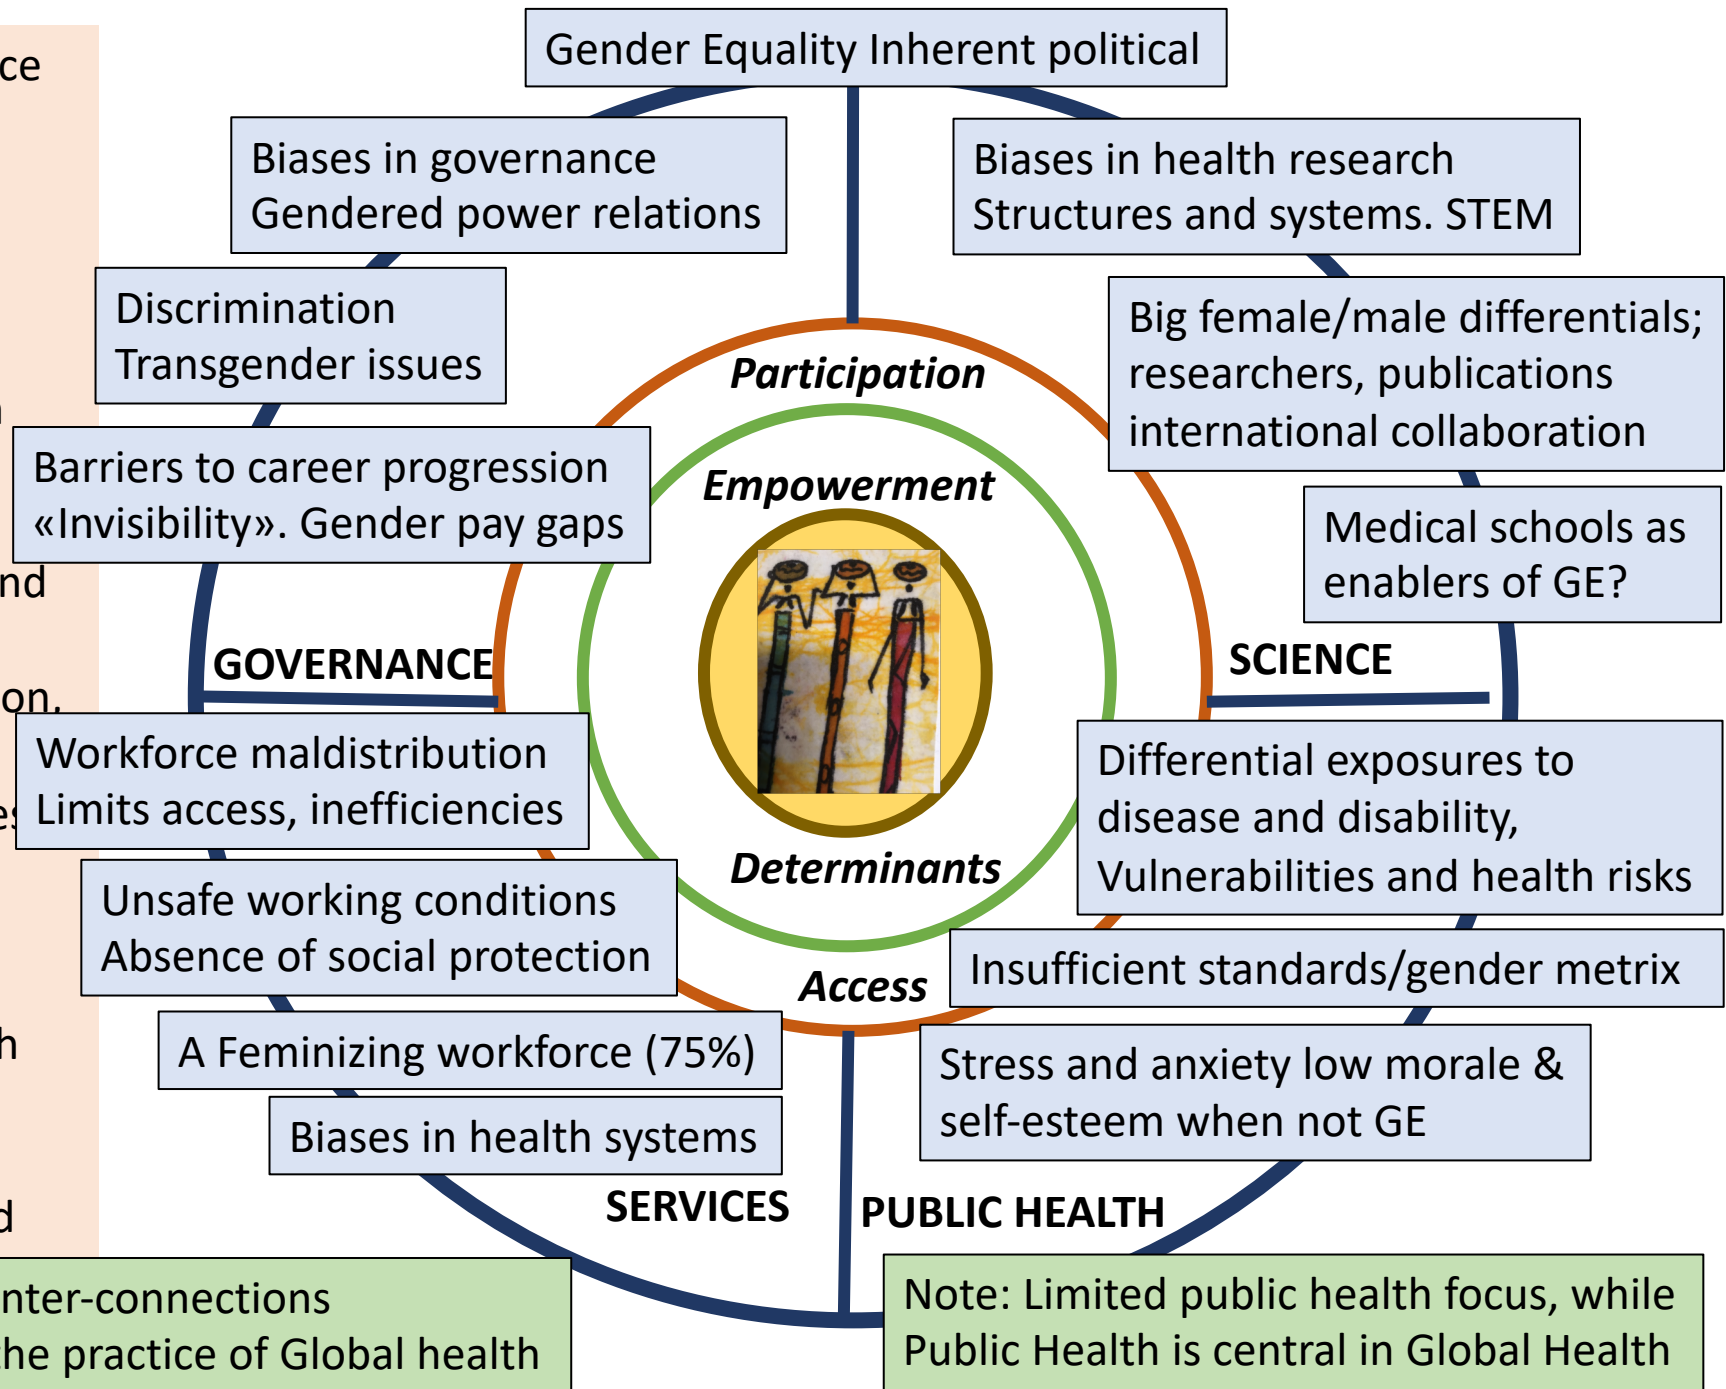 Gender Equality Inherent political
Biases in governance
Gendered power relations
Biases in health research
Structures and systems. STEM
Discrimination
Transgender issues
Big female/male differentials;
researchers, publications
international collaboration
Barriers to career progression
«Invisibility». Gender pay gaps
Medical schools as
enablers of GE?
Participation
Empowerment
GOVERNANCE
SCIENCE
Workforce maldistribution
Limits access, inefficiencies
Differential exposures to
disease and disability,
Vulnerabilities and health risks
Determinants
Unsafe working conditions
Absence of social protection
Access
Insufficient standards/gender metrix
A Feminizing workforce (75%)
Stress and anxiety low morale &
self-esteem when not GE
Biases in health systems
SERVICES
PUBLIC HEALTH
nter-connections
the practice of Global health
Note: Limited public health focus, while
Public Health is central in Global Health